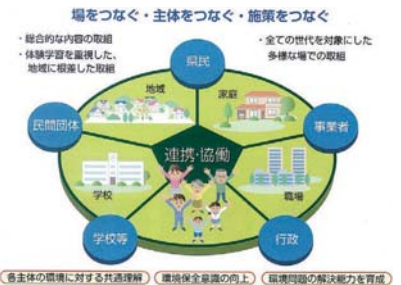 場をつなぐ・主体をつなぐ・施策をつなぐ
・総合的な内容の取組
・体験学習を重視した、
地域に根差した取組
・全ての世代を対象にした
多様な場での取組
県民
地域
家庭
民間団体
事業者
連携・協働
学校
職場
学校等
行政
各主体の環境に対する共通理解
環境保全意識の向上
環境問題の解決能力を育成